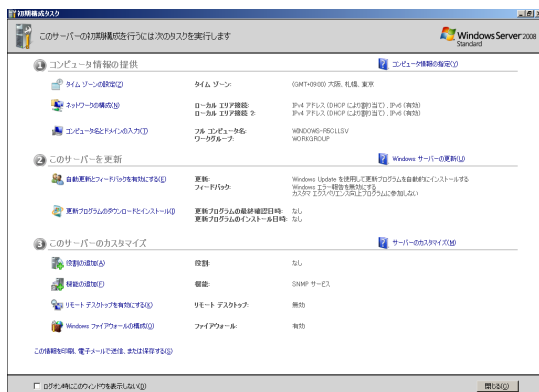 初期構成タスク
このサーバーの初期構成を行うには次のタスクを実行します
Windows Server 2008
Standard
1 コンピュータ情報の提供
コンピュータ情報の指定(Y)
タイム ゾーンの設定(Z)
タイム ゾーン:
(GMT+09:00) 大阪、札幌、東京
ネットワークの構成(N)
ローカル エリア接続:
IPv4 アドレス (DHCP により割り当て)、IPv6 (有効)
ローカル エリア接続 2:
IPv4 アドレス (DHCP により割り当て)、IPv6 (有効)
コンピュータ名とドメインの入力(T)
フル コンピュータ名:
ワークグループ:
WORKGROUP
2 このサーバーを更新
Windows サーバーの更新(U)
自動更新とフィードバックを有効にする(E)
更新:
Windows Update を使用して更新プログラムを自動的にインストールする
フィードバック:
Windows エラー報告を無効にする
カスタマ エクスペリエンス向上プログラムに参加しない
更新プログラムのダウンロードとインストール(I)
更新プログラムの最終確認日時:
なし
更新プログラムのインストール日時:
なし
3 このサーバーのカスタマイズ
サーバーのカスタマイズ(M)
役割の追加(A)
役割:
なし
機能の追加(F)
機能:
SNMP サービス
リモート デスクトップを有効にする(K)
リモート デスクトップ:
無効
Windows ファイアウォールの構成(O)
ファイアウォール:
有効
この情報を印刷、電子メールで送信、または保存する(S)
ログオン時にこのウィンドウを表示しない(D)
閉じる(C)